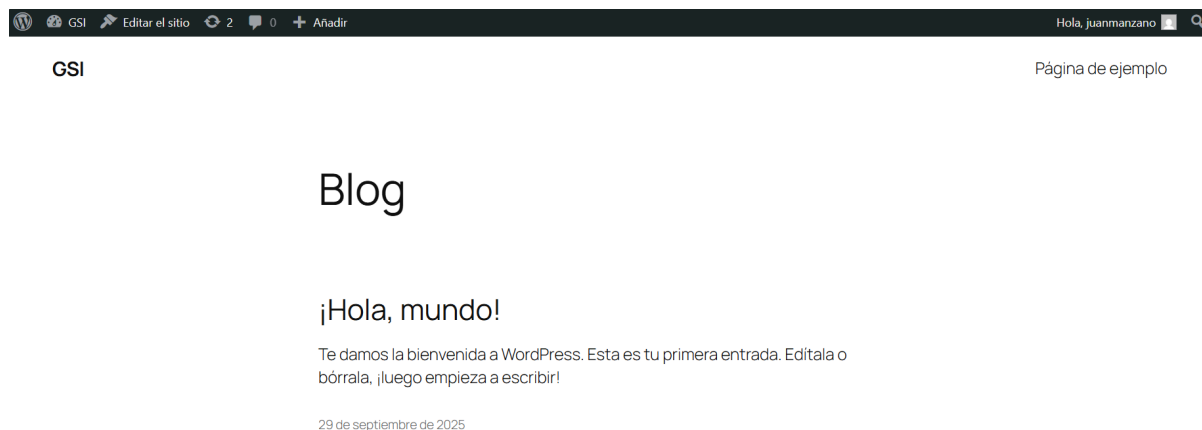 GSI Editar el sitio 2 0 Añadir Hola, juanmanzano
GSI Página de ejemplo
Blog
¡Hola, mundo!
Te damos la bienvenida a WordPress. Esta es tu primera entrada. Edítala o
bórrala, ¡luego empieza a escribir!
29 de septiembre de 2025